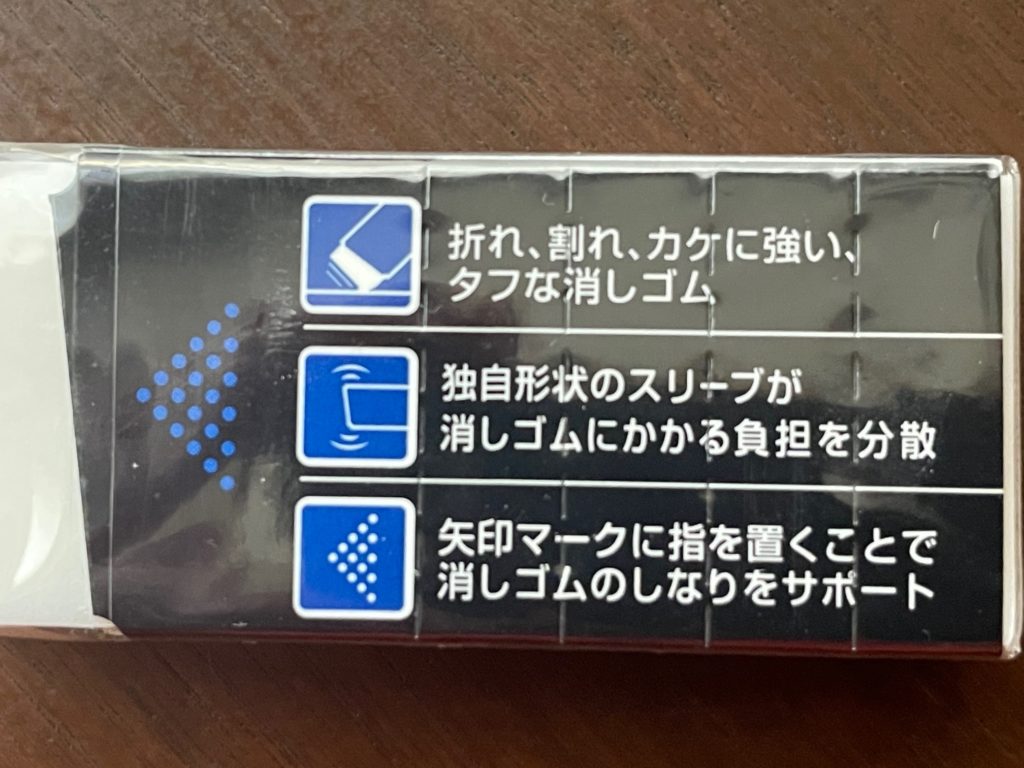 折れ、割れ、カケに強い、
タフな消しゴム
独自形状のスリーブが
消しゴムにかかる負担を分散
矢印マークに指を置くことで
消しゴムのしなりをサポート